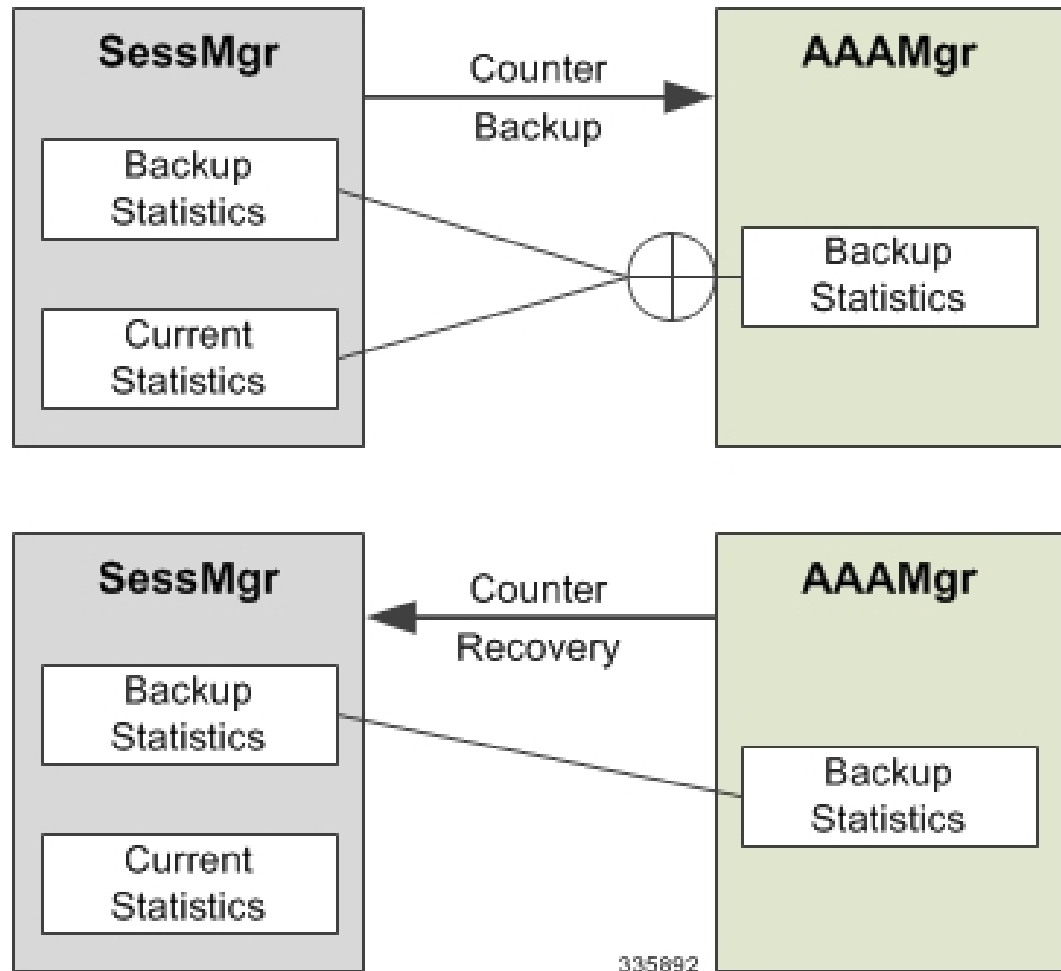 SessMgr
Counter
Backup
AAAMgr
Backup
Statistics
Current
Statistics
Backup
Statistics
SessMgr
Counter
Recovery
AAAMgr
Backup
Statistics
Current
Statistics
Backup
Statistics
335892